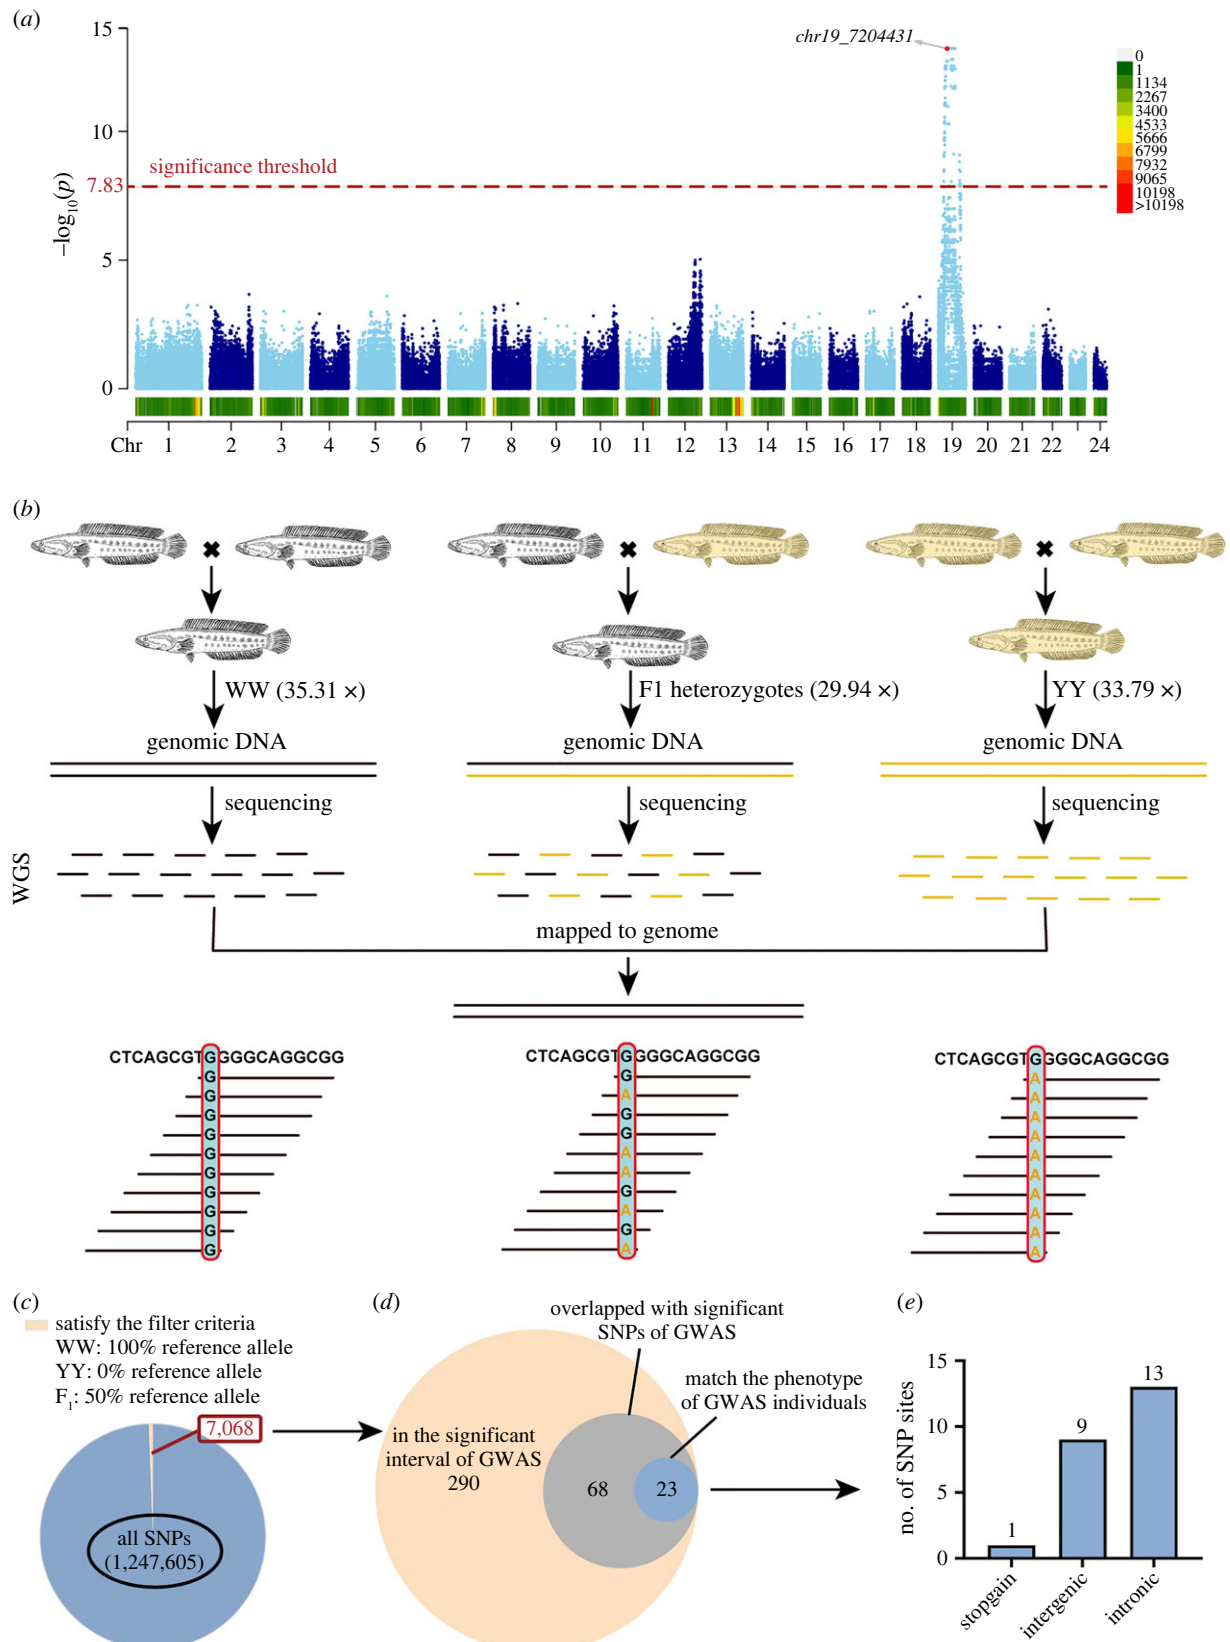 (a)
15
10
7.83
5
0
−log10(p)
significance threshold
chr19_7204431
0
1
1134
2267
3400
4533
5666
6799
7932
9065
10198
>10198
Chr 1 2 3 4 5 6 7 8 9 10 11 12 13 14 15 16 17 18 19 20 21 22 24
(b)
WW (35.31 ×)
F1 heterozygotes (29.94 ×)
YY (33.79 ×)
genomic DNA
genomic DNA
genomic DNA
sequencing
sequencing
sequencing
WGS
mapped to genome
CTCAGCGTGGGGCAGGCGG
G
G
G
G
G
G
G
G
G
G
CTCAGCGTGGGGCAGGCGG
G
A
G
G
A
A
G
A
G
A
CTCAGCGTGGGGCAGGCGG
A
A
A
A
A
A
A
A
A
A
(c)
satisfy the filter criteria
WW: 100% reference allele
YY: 0% reference allele
F1: 50% reference allele
7,068
all SNPs
(1,247,605)
(d)
overlapped with significant
SNPs of GWAS
match the phenotype
of GWAS individuals
in the significant
interval of GWAS
290
68
23
(e)
no. of SNP sites
15
10
5
0
1
9
13
stopgain
intergenic
intronic